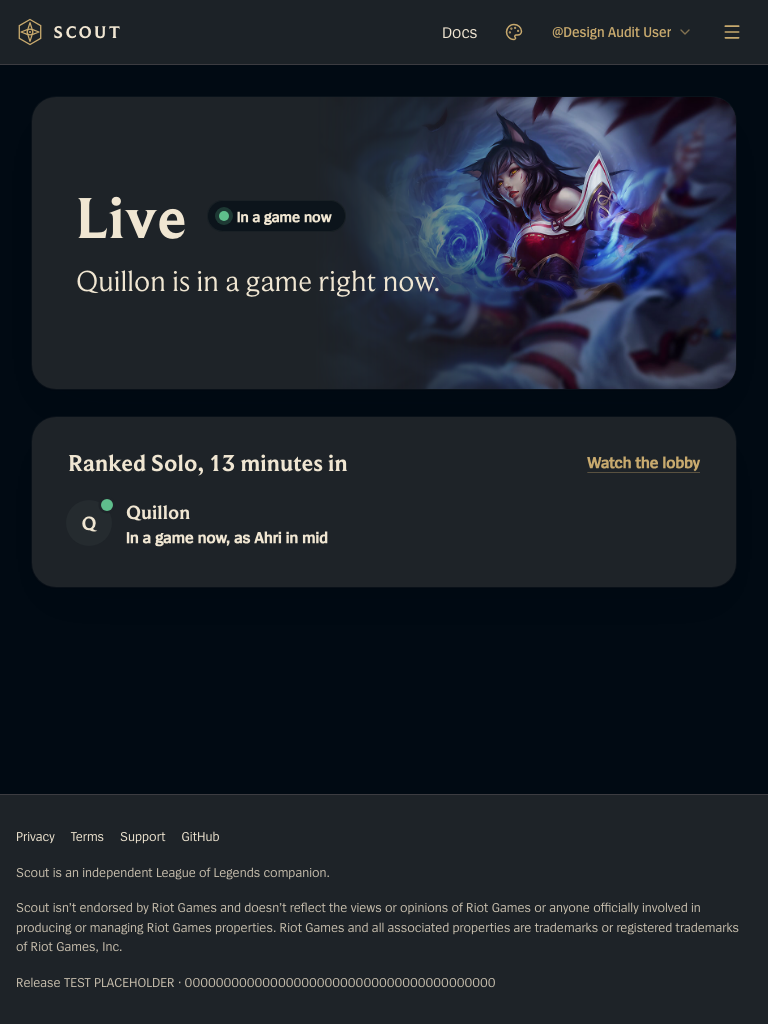 SCOUT
Docs
@Design Audit User
Live
In a game now
Quillon is in a game right now.
Ranked Solo, 13 minutes in
Watch the lobby
Q
Quillon
In a game now, as Ahri in mid
Privacy Terms Support GitHub
Scout is an independent League of Legends companion.
Scout isn't endorsed by Riot Games and doesn't reflect the views or opinions of Riot Games or anyone officially involved in
producing or managing Riot Games properties. Riot Games and all associated properties are trademarks or registered trademarks
of Riot Games, Inc.
Release TEST PLACEHOLDER · 0000000000000000000000000000000000000000